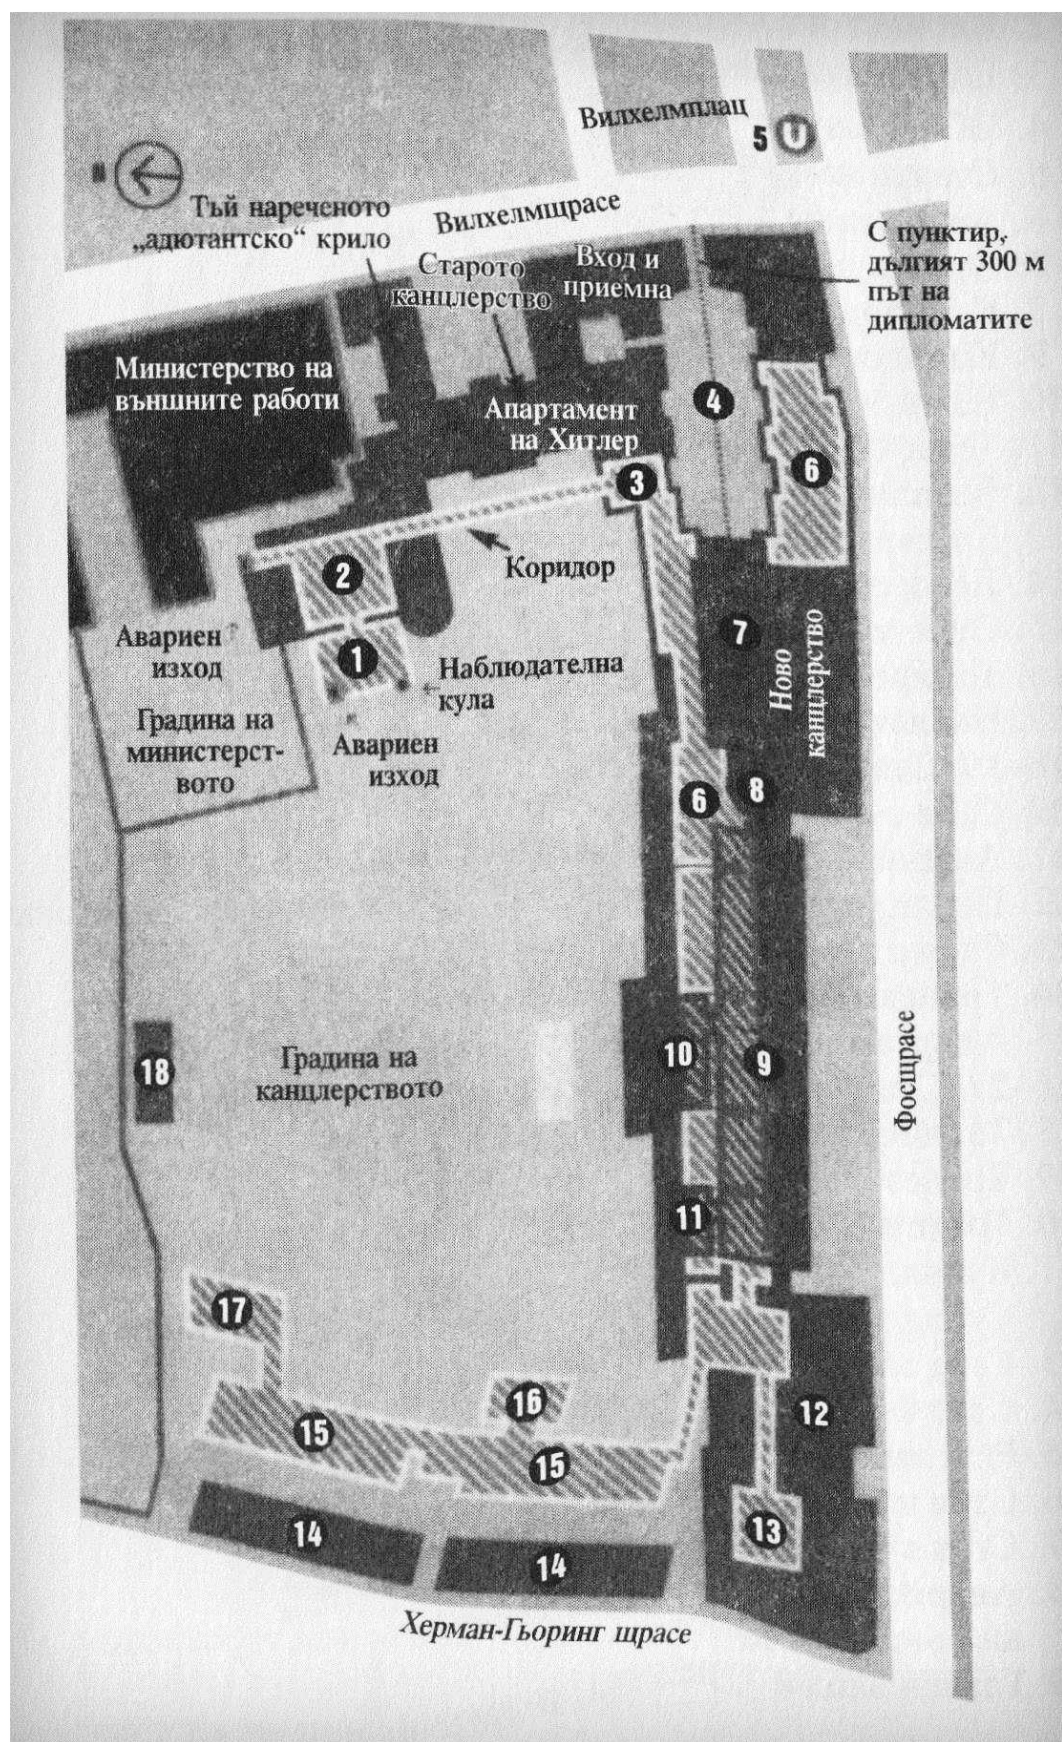 Вилхелмплац
5 U
Тъй нареченото
„адютантско“ крило
Вилхелмщрасе
Старото
канцлерство
Вход и
приемна
С пунктир,
дългият 300 м
път на
дипломатите
Министерство на
външните работи
Апартамент
на Хитлер
4
6
3
Коридор
2
1
Авариен
изход
Наблюдателна
кула
7
Ново
канцлерство
Градина на
министерст-
вото
Авариен
изход
6
8
18
Градина на
канцлерството
10
9
Фосщрасе
11
17
16
12
15
15
13
14
14
Херман-Гьоринг щрасе